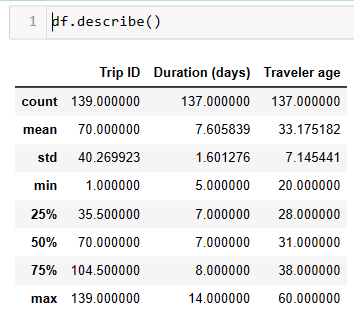 1 df.describe()
Trip ID Duration (days) Traveler age
count 139.000000 137.000000 137.000000
mean 70.000000 7.605839 33.175182
std 40.269923 1.601276 7.145441
min 1.000000 5.000000 20.000000
25% 35.500000 7.000000 28.000000
50% 70.000000 7.000000 31.000000
75% 104.500000 8.000000 38.000000
max 139.000000 14.000000 60.000000